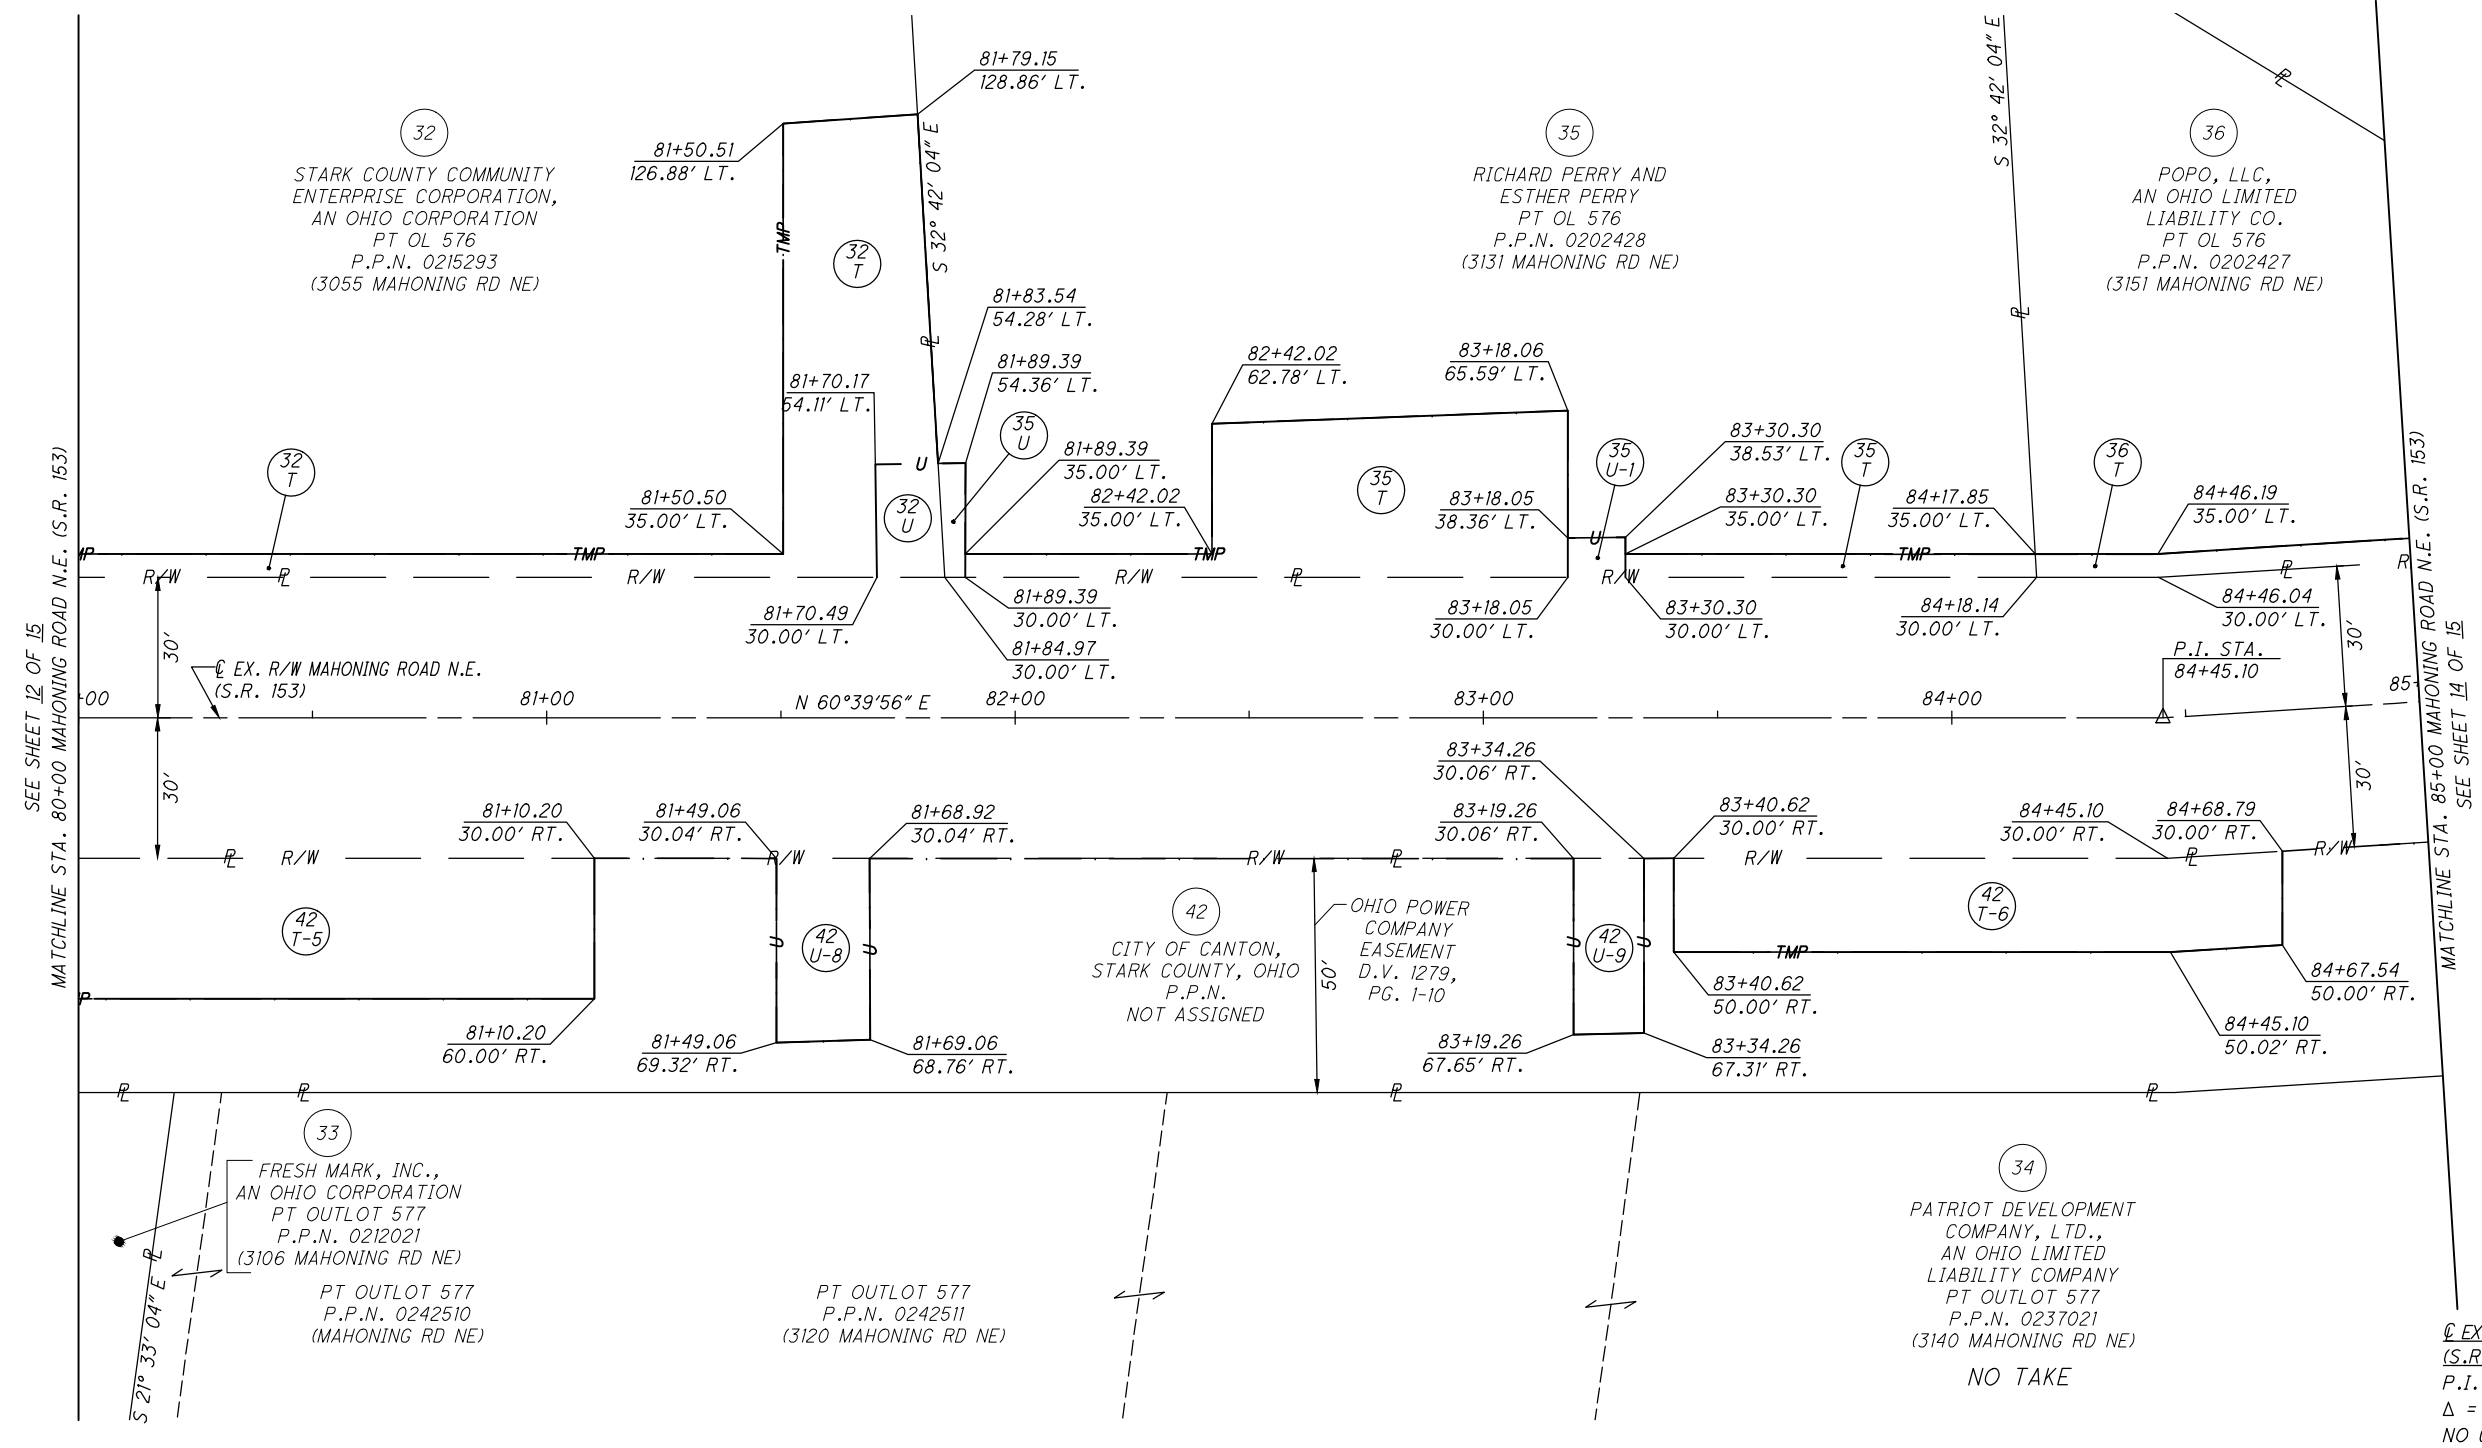 81+79.15
128.86' LT.
S 32° 42' 04" E
32
35
36
81+50.51
126.88' LT.
STARK COUNTY COMMUNITY
ENTERPRISE CORPORATION,
AN OHIO CORPORATION
PT OL 576
P.P.N. 0215293
(3055 MAHONING RD NE)
TMP
32
T
S 32° 42' 04" E
RICHARD PERRY AND
ESTHER PERRY
PT OL 576
P.P.N. 0202428
(3131 MAHONING RD NE)
POPO, LLC,
AN OHIO LIMITED
LIABILITY CO.
PT OL 576
P.P.N. 0202427
(3151 MAHONING RD NE)
81+83.54
54.28' LT.
81+89.39
54.36' LT.
81+70.17
54.11' LT.
82+42.02
62.78' LT.
83+18.06
65.59' LT.
32
T
35
U
U
81+89.39
35.00' LT.
35
T
35
U-1
83+30.30
38.53' LT.
35
T
36
T
81+50.50
35.00' LT.
32
U
82+42.02
35.00' LT.
83+18.05
38.36' LT.
83+30.30
35.00' LT.
84+17.85
35.00' LT.
84+46.19
35.00' LT.
MP
TMP
TMP
U
TMP
R/W
R/W
R/W
R/W
R
81+70.49
30.00' LT.
81+89.39
30.00' LT.
81+84.97
30.00' LT.
83+18.05
30.00' LT.
83+30.30
30.00' LT.
84+18.14
30.00' LT.
84+46.04
30.00' LT.
30'
30'
℄ EX. R/W MAHONING ROAD N.E.
(S.R. 153)
P.I. STA.
84+45.10
+00
81+00
N 60°39'56" E
82+00
83+00
84+00
85+
SEE SHEET 12 OF 15
MATCHLINE STA. 80+00 MAHONING ROAD N.E. (S.R. 153)
MATCHLINE STA. 85+00 MAHONING ROAD N.E. (S.R. 153)
SEE SHEET 14 OF 15
30'
30'
81+10.20
30.00' RT.
81+49.06
30.04' RT.
81+68.92
30.04' RT.
83+34.26
30.06' RT.
83+19.26
30.06' RT.
83+40.62
30.00' RT.
84+45.10
30.00' RT.
84+68.79
30.00' RT.
R/W
R/W
R/W
R/W
R/W
42
T-5
42
U-8
U
U
42
CITY OF CANTON,
STARK COUNTY, OHIO
P.P.N.
NOT ASSIGNED
50'
OHIO POWER
COMPANY
EASEMENT
D.V. 1279,
PG. 1-10
U
42
U-9
U
42
T-6
TMP
P
81+10.20
60.00' RT.
81+49.06
69.32' RT.
81+69.06
68.76' RT.
83+19.26
67.65' RT.
83+34.26
67.31' RT.
83+40.62
50.00' RT.
84+45.10
50.02' RT.
84+67.54
50.00' RT.
33
FRESH MARK, INC.,
AN OHIO CORPORATION
PT OUTLOT 577
P.P.N. 0212021
(3106 MAHONING RD NE)
S 21° 33' 04" E
PT OUTLOT 577
P.P.N. 0242510
(MAHONING RD NE)
PT OUTLOT 577
P.P.N. 0242511
(3120 MAHONING RD NE)
34
PATRIOT DEVELOPMENT
COMPANY, LTD.,
AN OHIO LIMITED
LIABILITY COMPANY
PT OUTLOT 577
P.P.N. 0237021
(3140 MAHONING RD NE)
NO TAKE
℄ EX
(S.R
P.I.
Δ =
NO